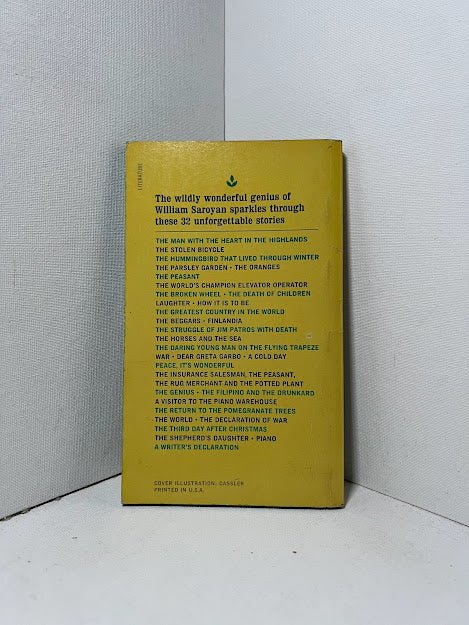 LITERATURE
The wildly wonderful genius of
William Saroyan sparkles through
these 32 unforgettable stories
THE MAN WITH THE HEART IN THE HIGHLANDS
THE STOLEN BICYCLE
THE HUMMINGBIRD THAT LIVED THROUGH WINTER
THE PARSLEY GARDEN • THE ORANGES
THE PEASANT
THE WORLD'S CHAMPION ELEVATOR OPERATOR
THE BROKEN WHEEL • THE DEATH OF CHILDREN
LAUGHTER • HOW IT IS TO BE
THE GREATEST COUNTRY IN THE WORLD
THE BEGGARS • FINLANDIA
THE STRUGGLE OF JIM PATROS WITH DEATH
THE HORSES AND THE SEA
THE DARING YOUNG MAN ON THE FLYING TRAPEZE
WAR • DEAR GRETA GARBO • A COLD DAY
PEACE, IT'S WONDERFUL
THE INSURANCE SALESMAN, THE PEASANT,
THE RUG MERCHANT AND THE POTTED PLANT
THE GENIUS • THE FILIPINO AND THE DRUNKARD
A VISITOR TO THE PIANO WAREHOUSE
THE RETURN TO THE POMEGRANATE TREES
THE WORLD • THE DECLARATION OF WAR
THE THIRD DAY AFTER CHRISTMAS
THE SHEPHERD'S DAUGHTER • PIANO
A WRITER'S DECLARATION
COVER ILLUSTRATION: CASSLER
PRINTED IN U.S.A.